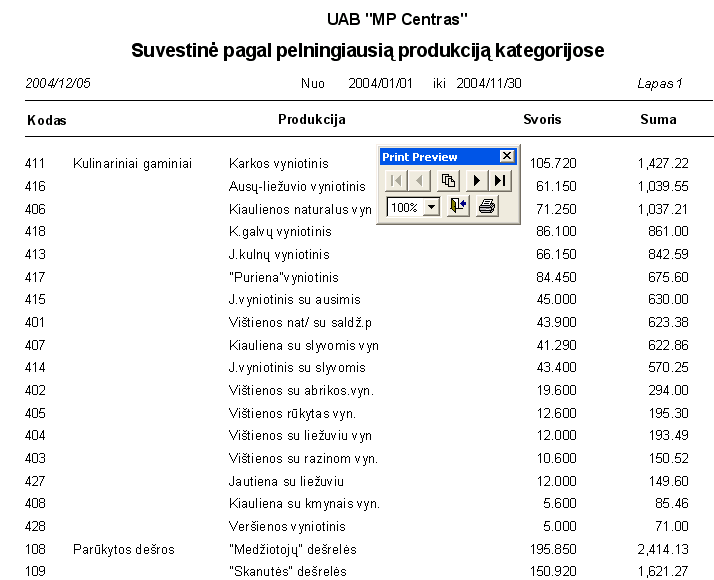 UAB "MP Centras"
Suvestinė pagal pelningiausią produkciją kategorijose
2004/12/05 Nuo 2004/01/01 iki 2004/11/30 Lapas 1
Kodas Produkcija Svoris Suma
Print Preview
100%
411 Kulinariniai gaminiai Karkos vyniotinis 105.720 1,427.22
416 Ausų-liežuvio vyniotinis 61.150 1,039.55
406 Kiaulienos naturalus vyn 71.250 1,037.21
418 K.galvų vyniotinis 86.100 861.00
413 J.kulnų vyniotinis 66.150 842.59
417 "Puriena"vyniotinis 84.450 675.60
415 J.vyniotinis su ausimis 45.000 630.00
401 Vištienos nat/ su saldž.p 43.900 623.38
407 Kiauliena su slyvomis vyn 41.290 622.86
414 J.vyniotinis su slyvomis 43.400 570.25
402 Vištienos su abrikos.vyn. 19.600 294.00
405 Vištienos rūkytas vyn. 12.600 195.30
404 Vištienos su liežuviu vyn 12.000 193.49
403 Vištienos su razinom vyn. 10.600 150.52
427 Jautiena su liežuviu 12.000 149.60
408 Kiauliena su kmynais vyn. 5.600 85.46
428 Veršienos vyniotinis 5.000 71.00
108 Parūkytos dešros "Medžiotojų" dešrelės 195.850 2,414.13
109 "Skanutės" dešrelės 150.920 1,621.27